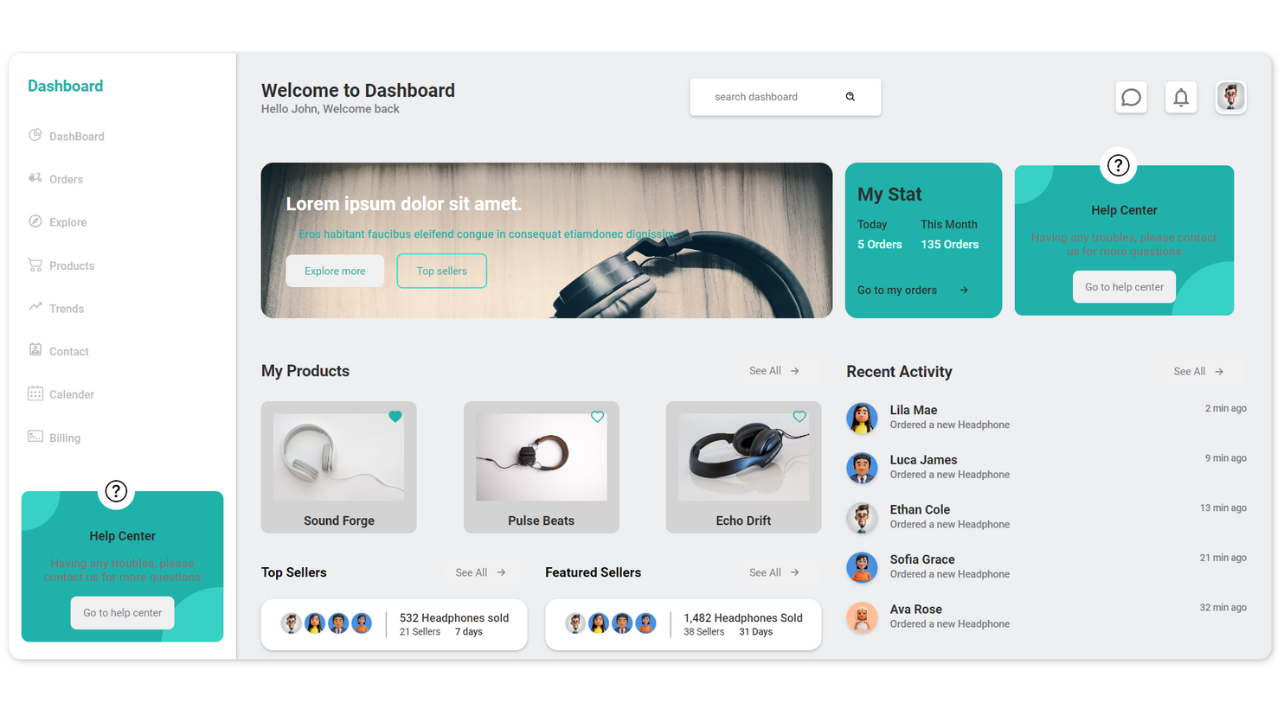 Dashboard
DashBoard
Orders
Explore
Products
Trends
Contact
Calender
Billing
?
Help Center
Having any troubles, please
contact us for more questions
Go to help center
Welcome to Dashboard
Hello John, Welcome back
search dashboard
Lorem ipsum dolor sit amet.
Eros habitant faucibus eleifend congue in consequat etiamdonec dignissim.
Explore more
Top sellers
My Stat
Today This Month
5 Orders 135 Orders
Go to my orders →
?
Help Center
Having any troubles, please contact
us for more questions
Go to help center
My Products
See All →
Sound Forge
Pulse Beats
Echo Drift
Top Sellers
See All →
532 Headphones sold
21 Sellers 7 days
Featured Sellers
See All →
1,482 Headphones Sold
38 Sellers 31 Days
Recent Activity
See All →
Lila Mae 2 min ago
Ordered a new Headphone
Luca James 9 min ago
Ordered a new Headphone
Ethan Cole 13 min ago
Ordered a new Headphone
Sofia Grace 21 min ago
Ordered a new Headphone
Ava Rose 32 min ago
Ordered a new Headphone